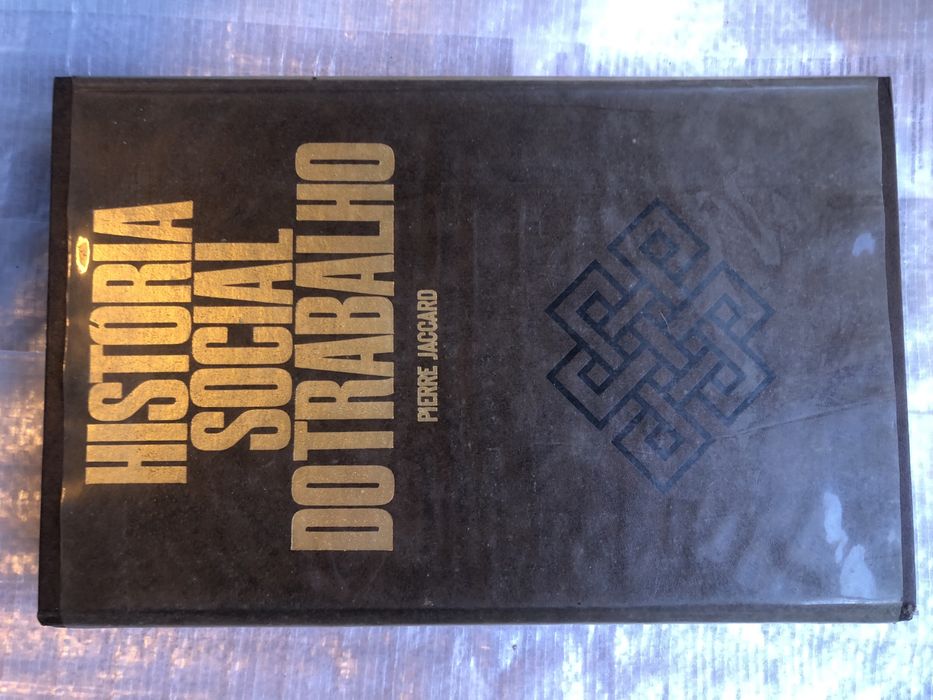 HISTÓRIA
SOCIAL
DO TRABALHO
PIERRE JACCARD